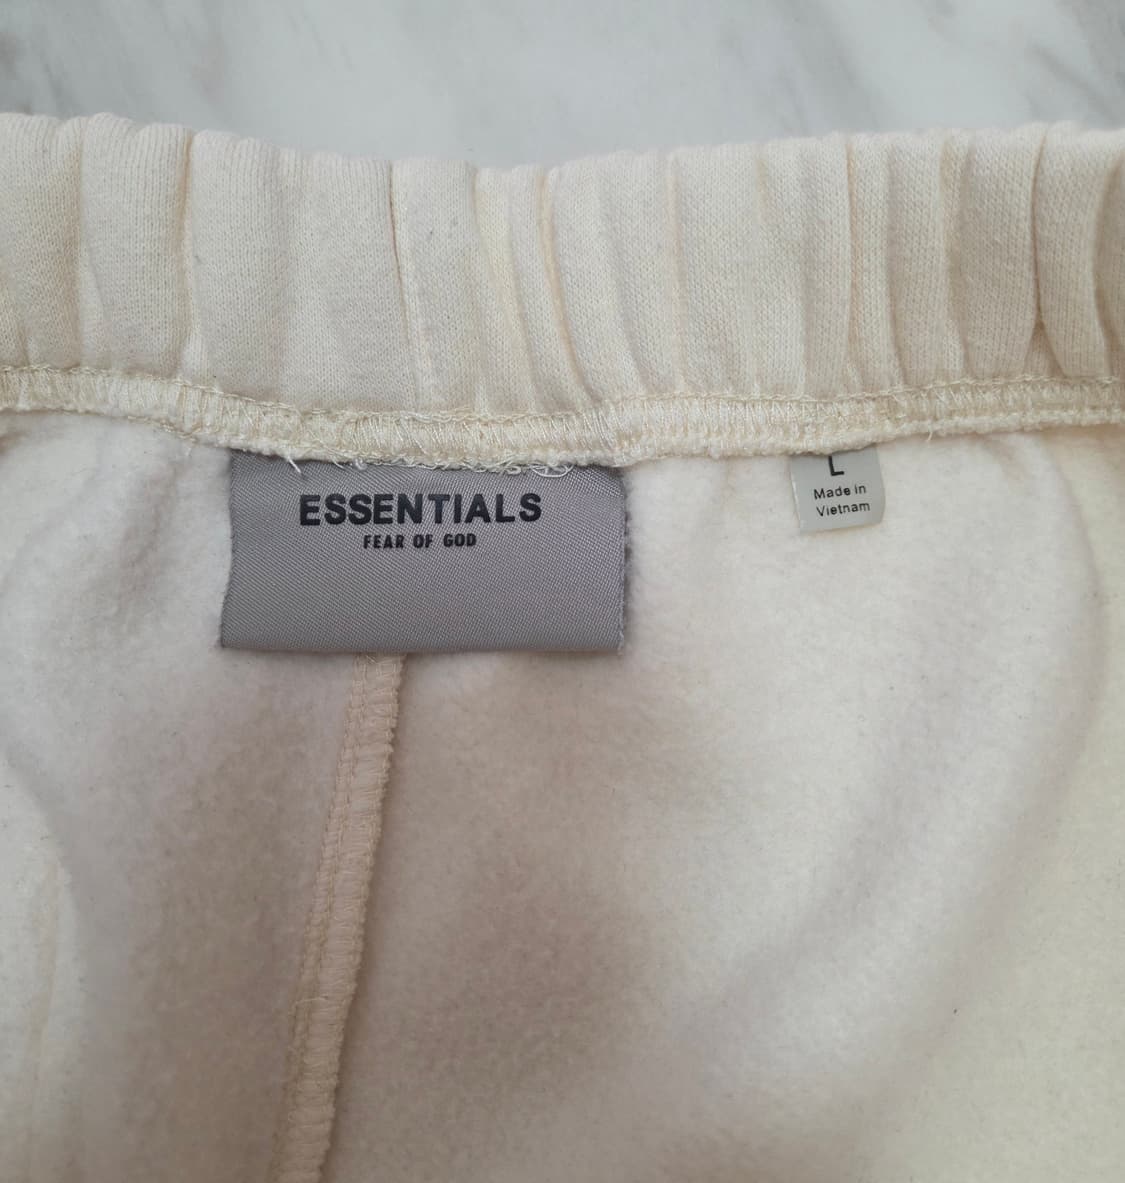 ESSENTIALS
FEAR OF GOD
L
Made in
Vietnam